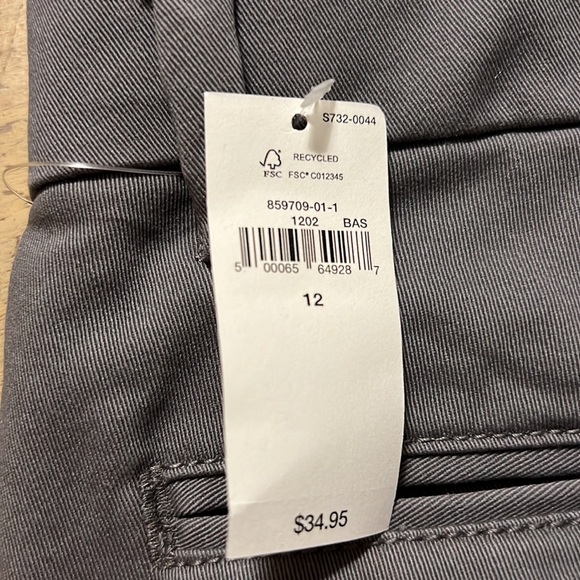 S732-0044
RECYCLED
FSC FSC® C012345
859709-01-1
1202 BAS
5 00065 64928 7
12
$34.95